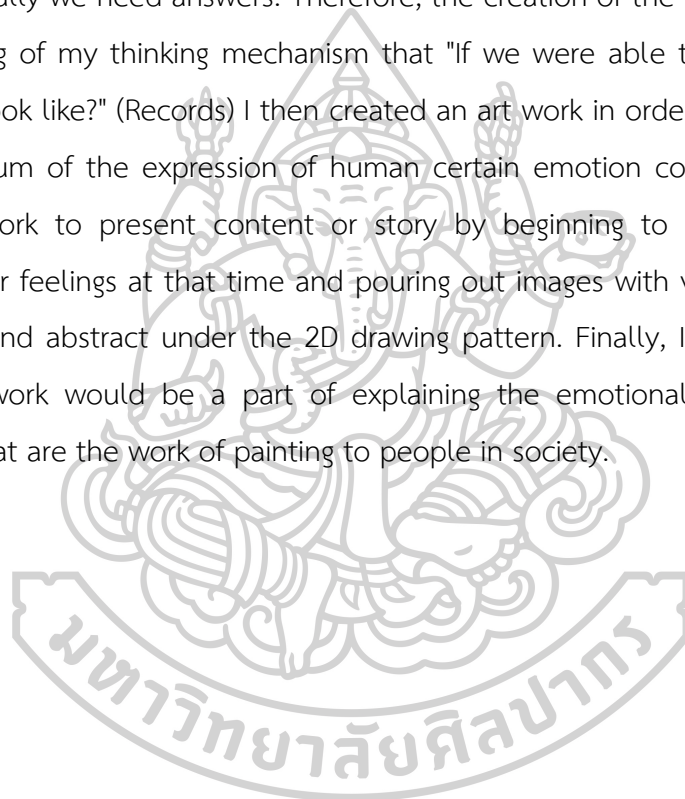 ally we need answers. Therefore, the creation of the
g of my thinking mechanism that "If we were able t
ook like?" (Records) I then created an art work in orde
um of the expression of human certain emotion co
ork to present content or story by beginning to
r feelings at that time and pouring out images with v
nd abstract under the 2D drawing pattern. Finally, I
work would be a part of explaining the emotional
at are the work of painting to people in society.
มหาวิทยาลัยศิลปากร